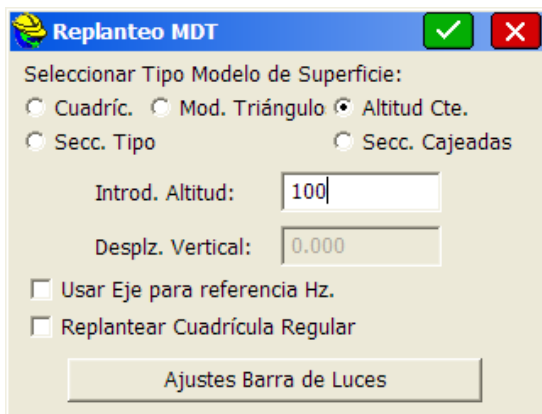 Replanteo MDT
Seleccionar Tipo Modelo de Superficie:
Cuadríc. Mod. Triángulo Altitud Cte.
Secc. Tipo Secc. Cajeadas
Introd. Altitud: 100
Desplz. Vertical: 0.000
Usar Eje para referencia Hz.
Replantear Cuadrícula Regular
Ajustes Barra de Luces